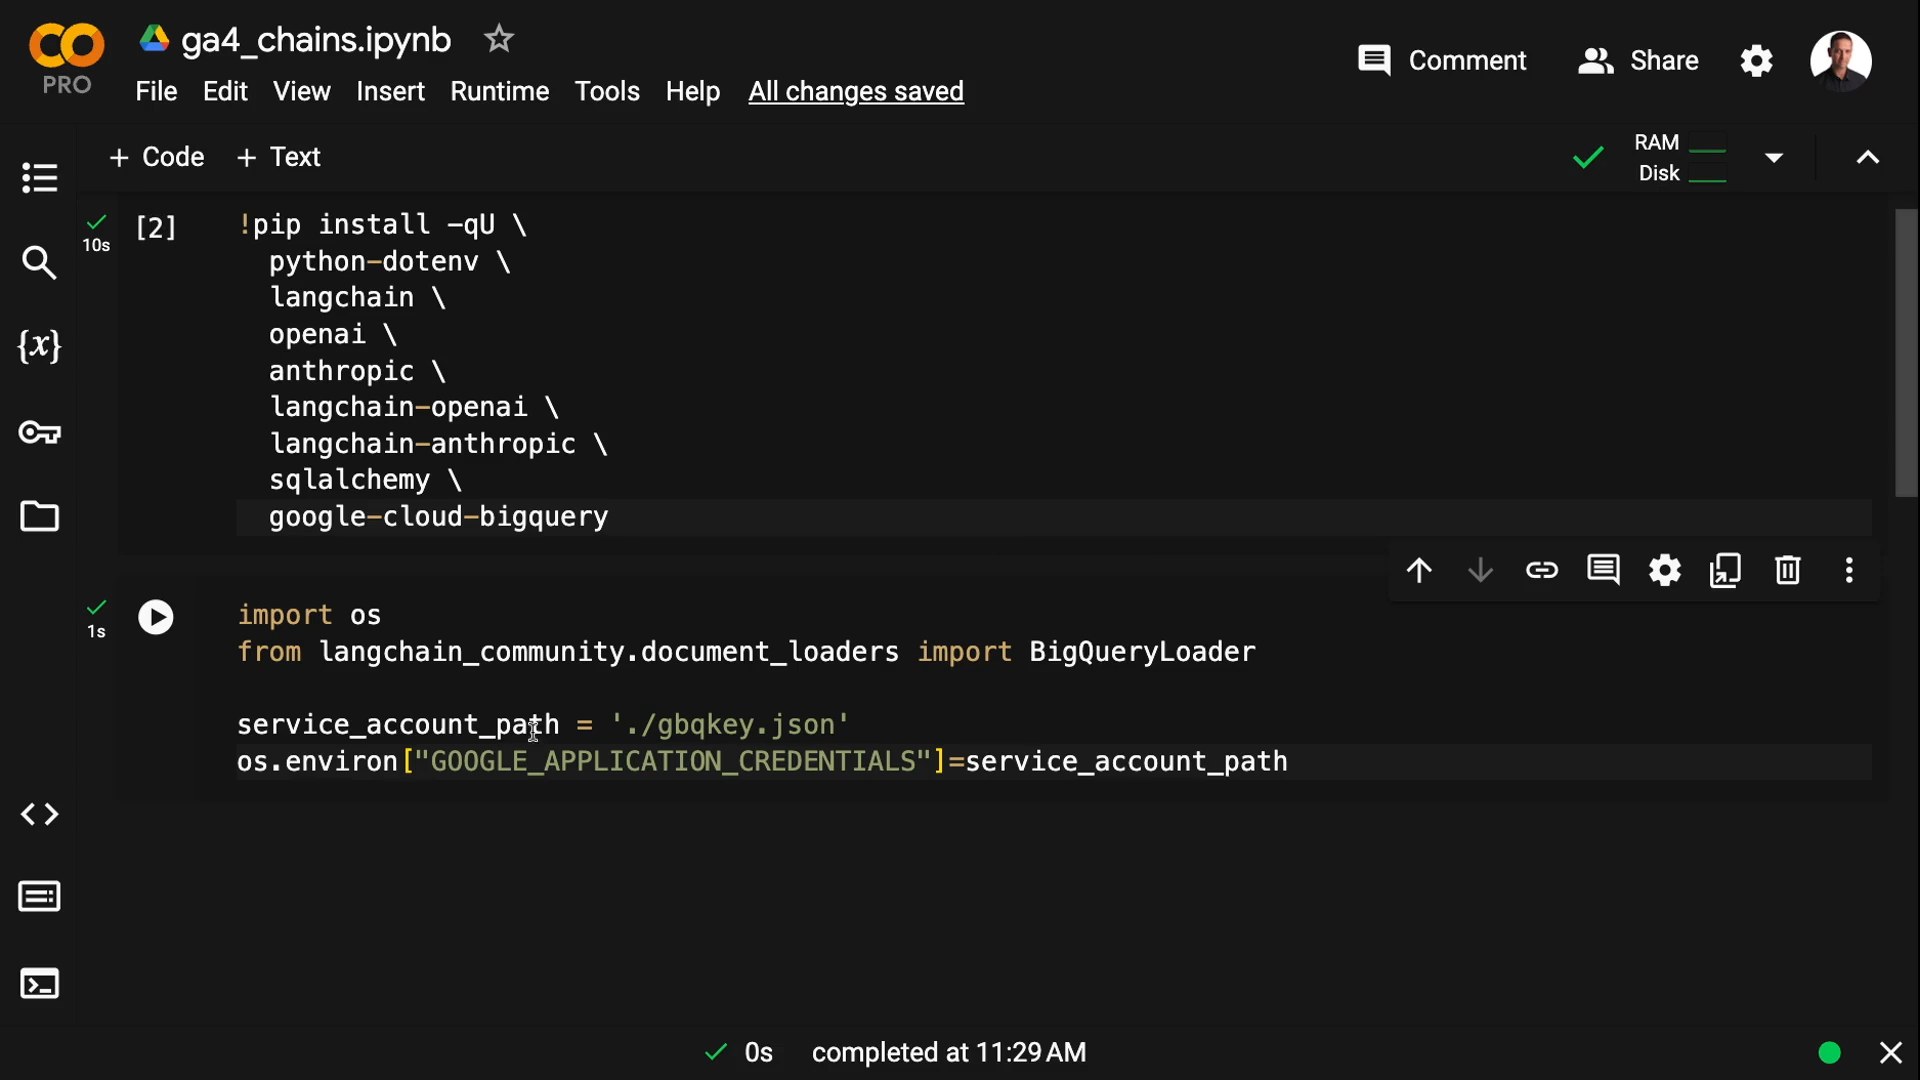 ga4_chains.ipynb
PRO
File Edit View Insert Runtime Tools Help All changes saved
Comment
Share
+ Code + Text
RAM
Disk
[2]
10s
!pip install -qU \
python-dotenv \
langchain \
openai \
anthropic \
langchain-openai \
langchain-anthropic \
sqlalchemy \
google-cloud-bigquery
{x}
1s
import os
from langchain_community.document_loaders import BigQueryLoader
service_account_path = './gbqkey.json'
os.environ["GOOGLE_APPLICATION_CREDENTIALS"]=service_account_path
0s completed at 11:29 AM